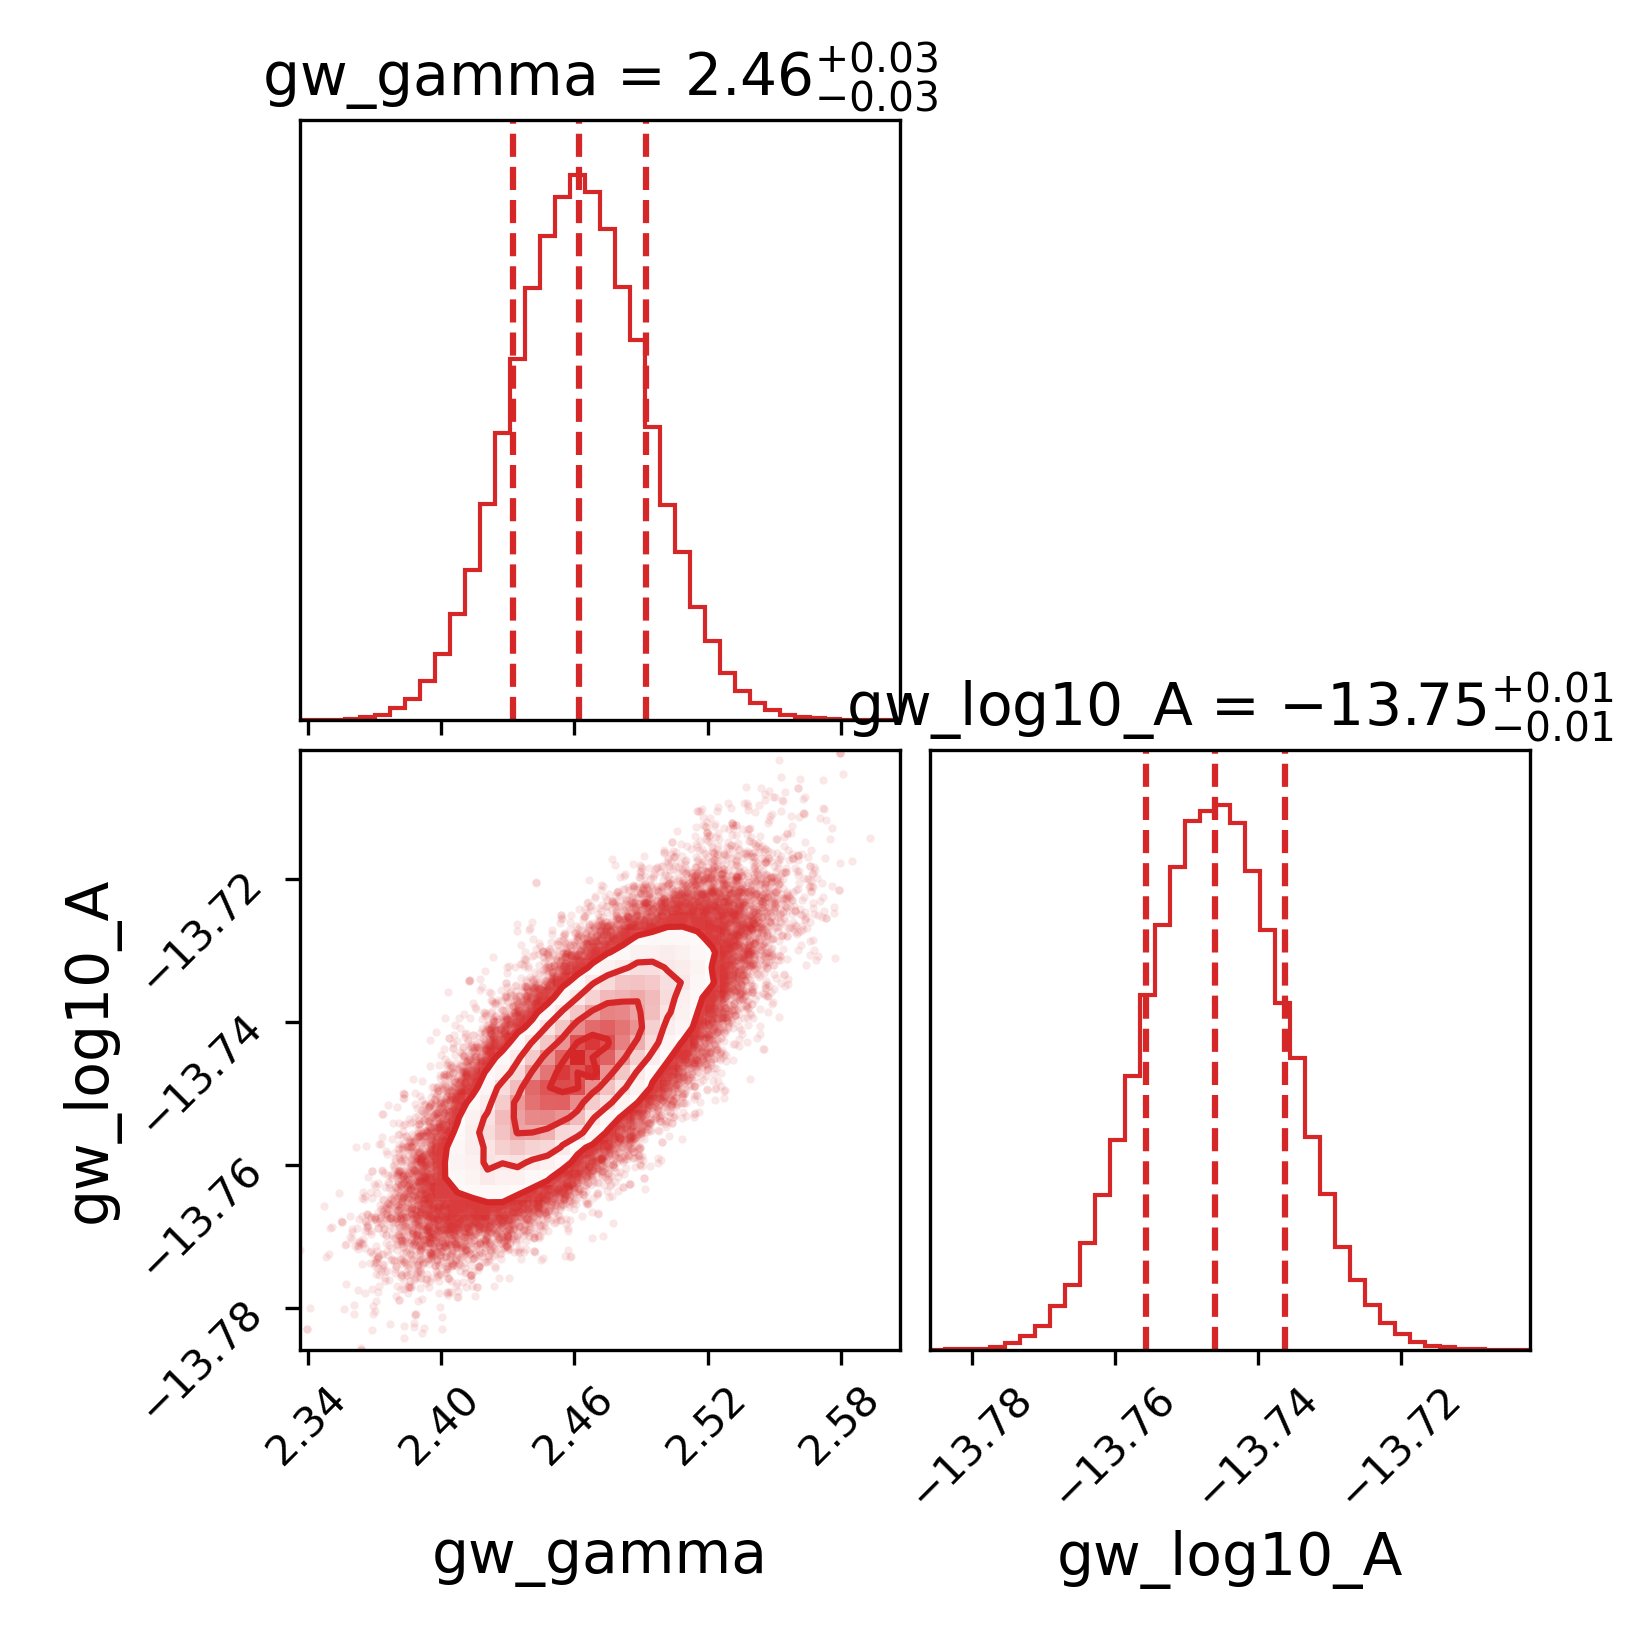 gw_gamma = 2.46+0.03 −0.03
gw_log10_A = −13.75+0.01 −0.01
gw_log10_A
−13.72
−13.74
−13.76
−13.78
2.34
2.40
2.46
2.52
2.58
gw_gamma
−13.78
−13.76
−13.74
−13.72
gw_log10_A